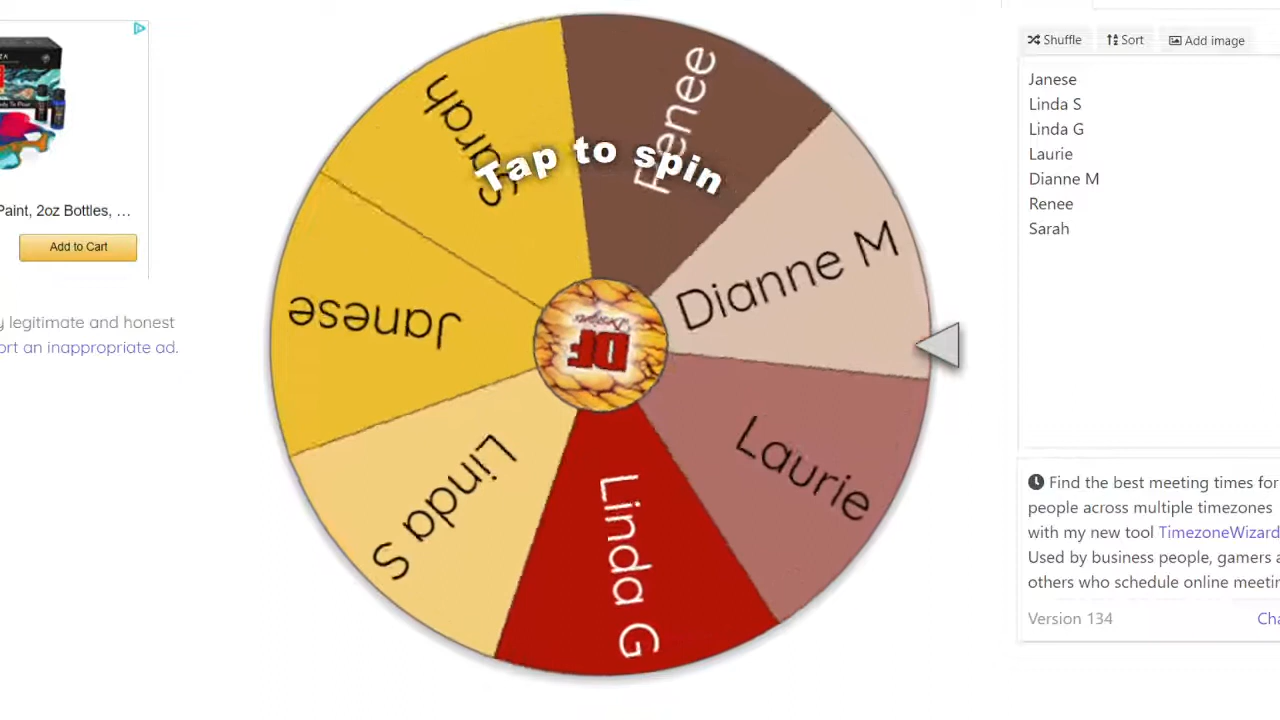 Paint, 2oz Bottles, …
Add to Cart
legitimate and honest
an inappropriate ad.
Sarah
Renee
Tap to spin
Dianne M
Janese
DF
Designs
Laurie
Linda S
Linda G
Shuffle
Sort
Add image
Janese
Linda S
Linda G
Laurie
Dianne M
Renee
Sarah
Find the best meeting times for
people across multiple timezones
with my new tool TimezoneWizard
Used by business people, gamers
others who schedule online
Version 134